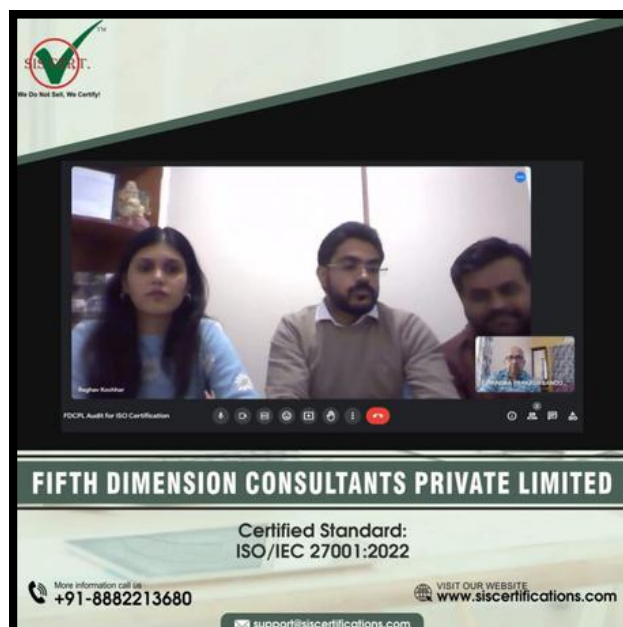 TM
SIS CERT.
We Do Not Sell, We Certify!
Raghav Kochhar
FDCPL Audit for ISO Certification
FIFTH DIMENSION CONSULTANTS PRIVATE LIMITED
Certified Standard:
ISO/IEC 27001:2022
More information call us
+91-8882213680
VISIT OUR WEBSITE
www.siscertifications.com
support@siscertifications.com